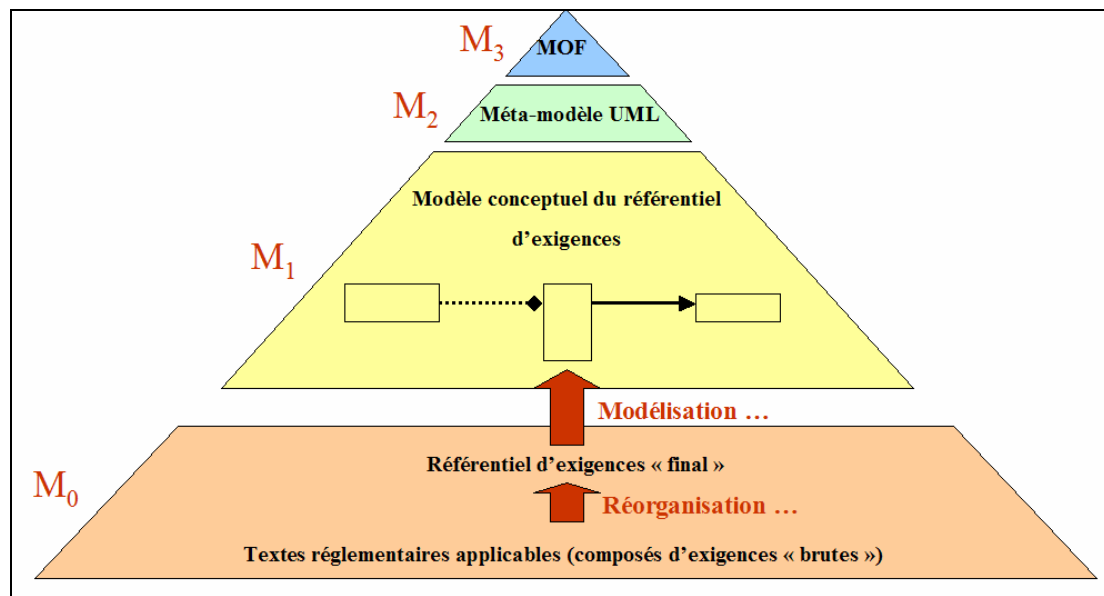 M3
MOF
M2
Méta-modèle UML
Modèle conceptuel du référentiel
d’exigences
M1
Modélisation …
Référentiel d’exigences « final »
M0
Réorganisation …
Textes réglementaires applicables (composés d’exigences « brutes »)